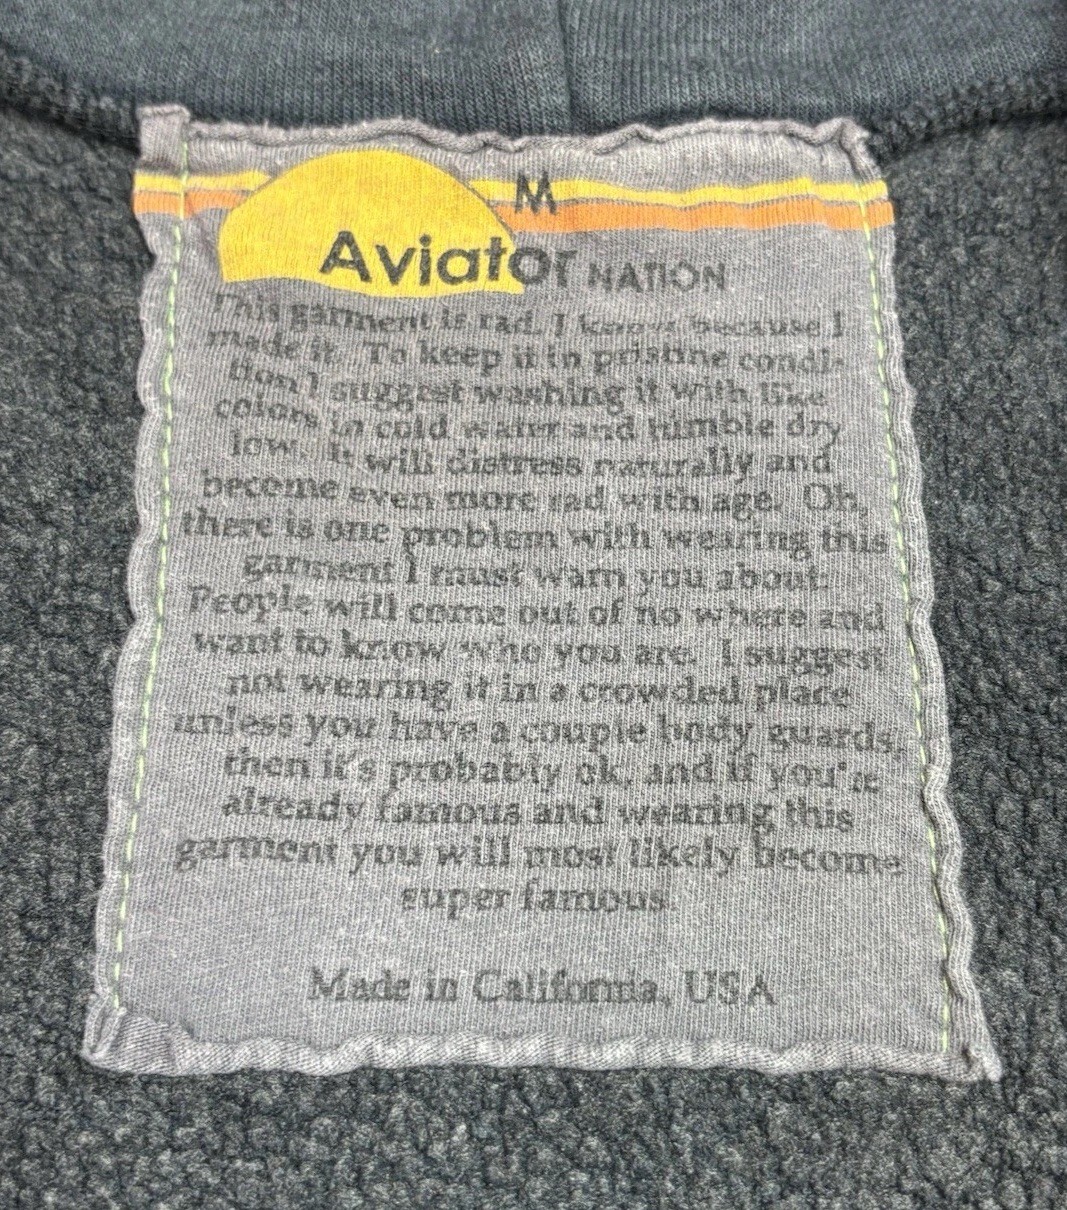 M
Aviator NATION
This garment is rad. I know because I
made it. To keep it in pristine condi-
tion I suggest washing it with like
colors in cold water and tumble dry
low. It will distress naturally and
become even more rad with age. Oh,
there is one problem with wearing this
garment I must warn you about:
People will come out of no where and
want to know who you are. I suggest
not wearing it in a crowded place
unless you have a couple body guards,
then it's probably ok, and if you're
already famous and wearing this
garment you will most likely become
super famous.
Made in California, USA